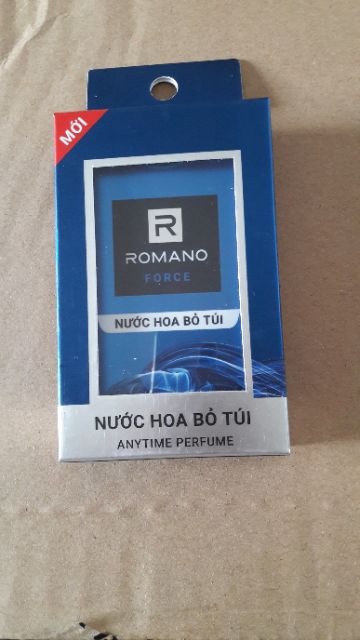 MỚI
R
ROMANO
FORCE
NƯỚC HOA BỎ TÚI
NƯỚC HOA BỎ TÚI
ANYTIME PERFUME